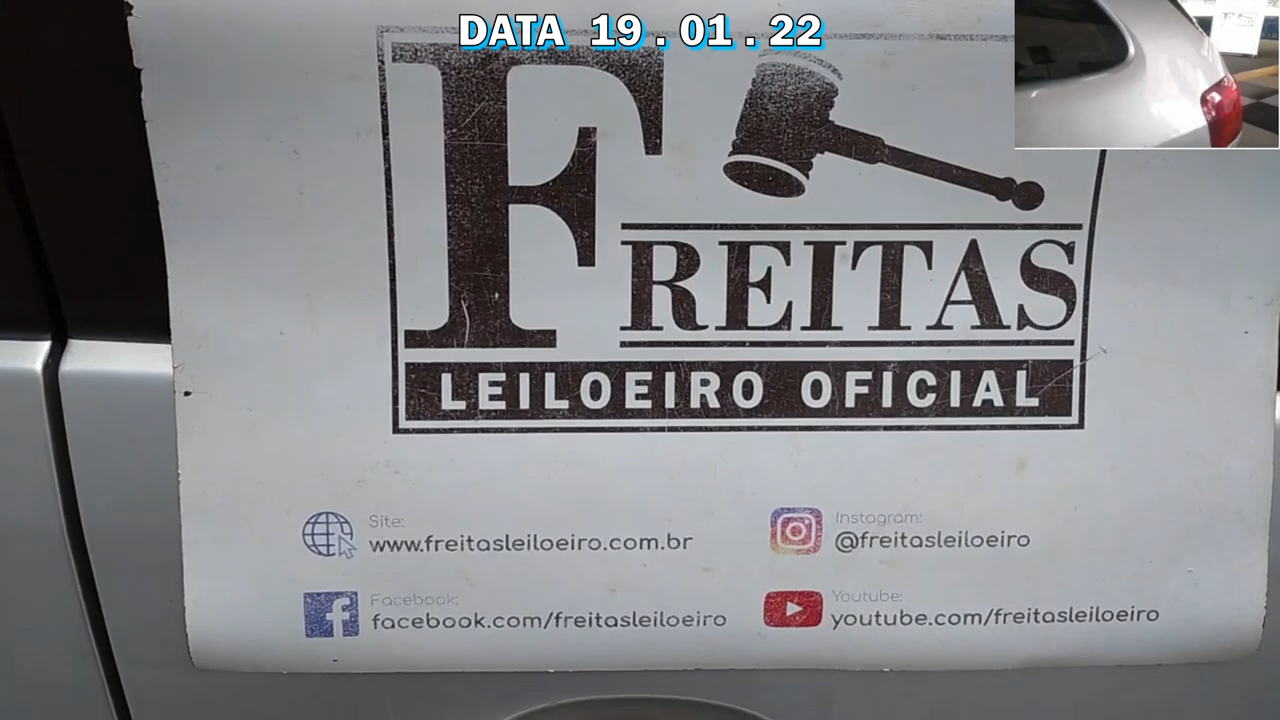 DATA 19 . 01 . 22
FREITAS
LEILOEIRO OFICIAL
Site:
www.freitasleiloeiro.com.br
Instagram:
@freitasleiloeiro
Facebook:
facebook.com/freitasleiloeiro
Youtube:
youtube.com/freitasleiloeiro